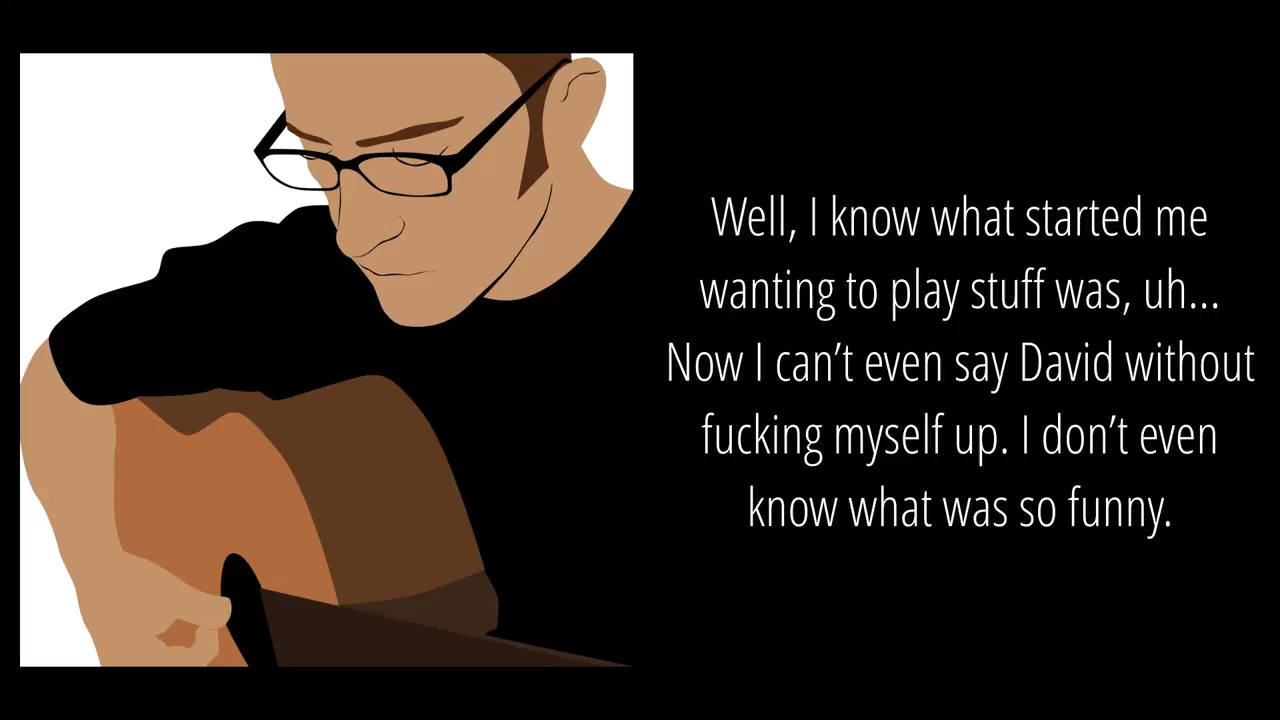 Well, I know what started me
wanting to play stuff was, uh...
Now I can’t even say David without
fucking myself up. I don’t even
know what was so funny.